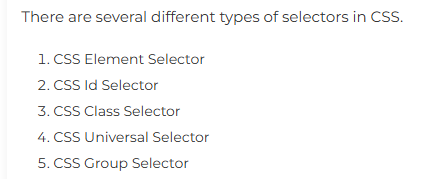 There are several different types of selectors in CSS.
1. CSS Element Selector
2. CSS Id Selector
3. CSS Class Selector
4. CSS Universal Selector
5. CSS Group Selector